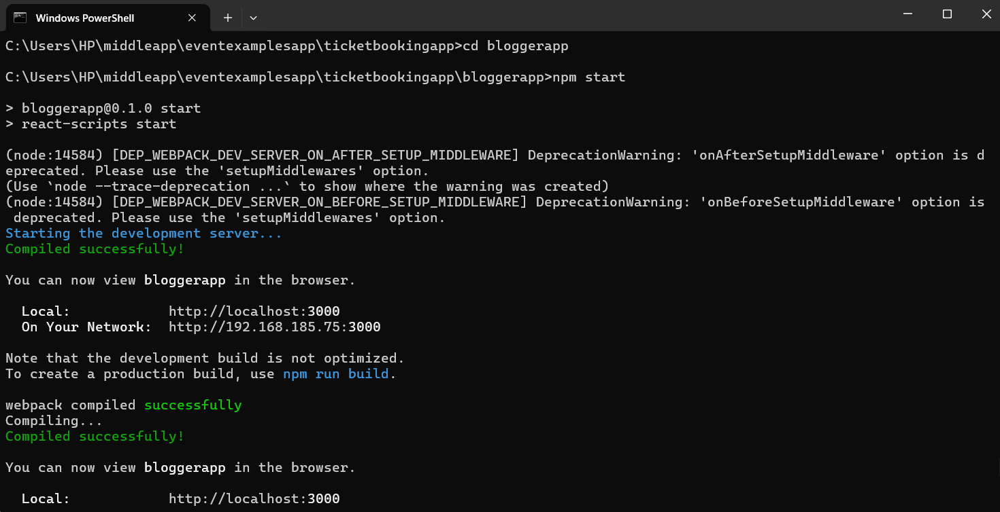 Windows PowerShell
C:\Users\HP\middleapp\eventexamplesapp\ticketbookingapp>cd bloggerapp
C:\Users\HP\middleapp\eventexamplesapp\ticketbookingapp\bloggerapp>npm start
> bloggerapp@0.1.0 start
> react-scripts start
(node:14584) [DEP_WEBPACK_DEV_SERVER_ON_AFTER_SETUP_MIDDLEWARE] DeprecationWarning: 'onAfterSetupMiddleware' option is d
eprecated. Please use the 'setupMiddlewares' option.
(Use `node --trace-deprecation ...` to show where the warning was created)
(node:14584) [DEP_WEBPACK_DEV_SERVER_ON_BEFORE_SETUP_MIDDLEWARE] DeprecationWarning: 'onBeforeSetupMiddleware' option is
 deprecated. Please use the 'setupMiddlewares' option.
Starting the development server...
Compiled successfully!
You can now view bloggerapp in the browser.
  Local:            http://localhost:3000
  On Your Network:  http://192.168.185.75:3000
Note that the development build is not optimized.
To create a production build, use npm run build.
webpack compiled successfully
Compiling...
Compiled successfully!
You can now view bloggerapp in the browser.
  Local:            http://localhost:3000